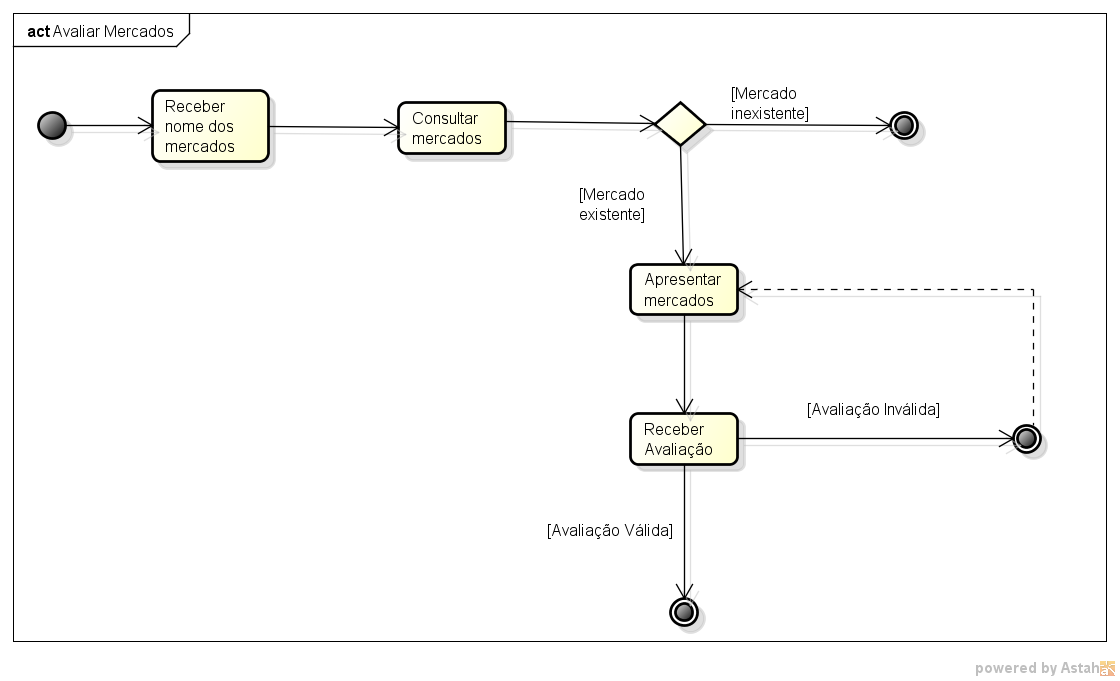 act Avaliar Mercados
Receber
nome dos
mercados
Consultar
mercados
[Mercado
inexistente]
[Mercado
existente]
Apresentar
mercados
[Avaliação Inválida]
Receber
Avaliação
[Avaliação Válida]
powered by Astah